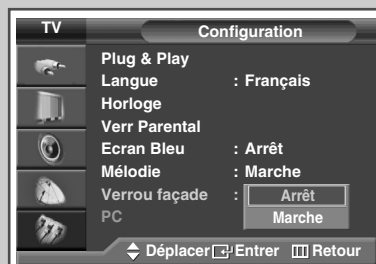 TV Configuration
Plug & Play
Langue : Français
Horloge
Verr Parental
Ecran Bleu : Arrêt
Mélodie : Marche
Verrou façade : Arrêt
PC Marche
Déplacer Entrer Retour